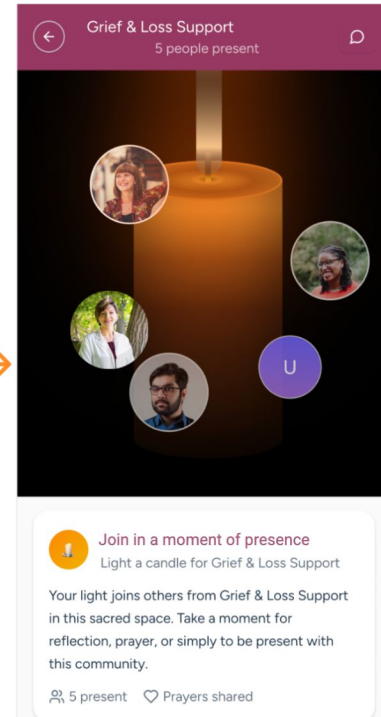 Grief & Loss Support
5 people present
U
Join in a moment of presence
Light a candle for Grief & Loss Support
Your light joins others from Grief & Loss Support
in this sacred space. Take a moment for
reflection, prayer, or simply to be present with
this community.
5 present Prayers shared